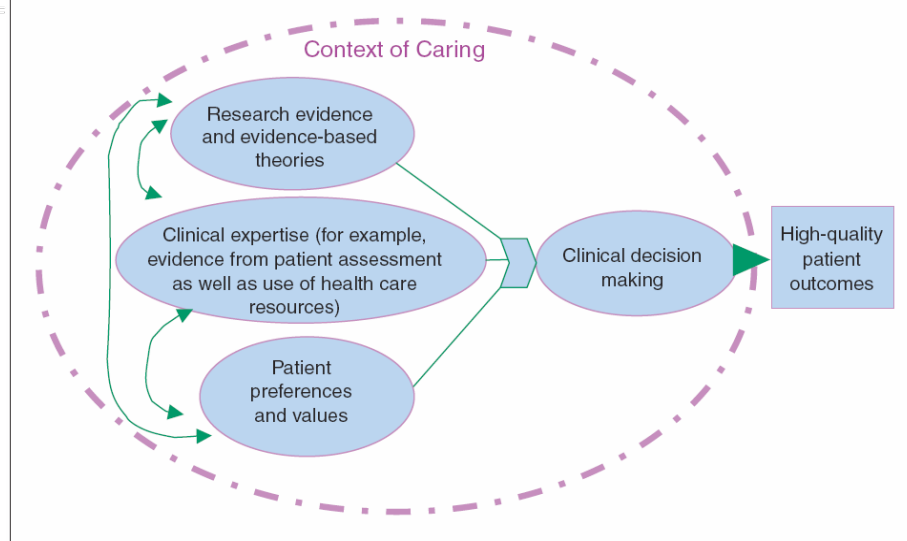 Context of Caring
Research evidence
and evidence-based
theories
Clinical expertise (for example,
evidence from patient assessment
as well as use of health care
resources)
Patient
preferences
and values
Clinical decision
making
High-quality
patient
outcomes